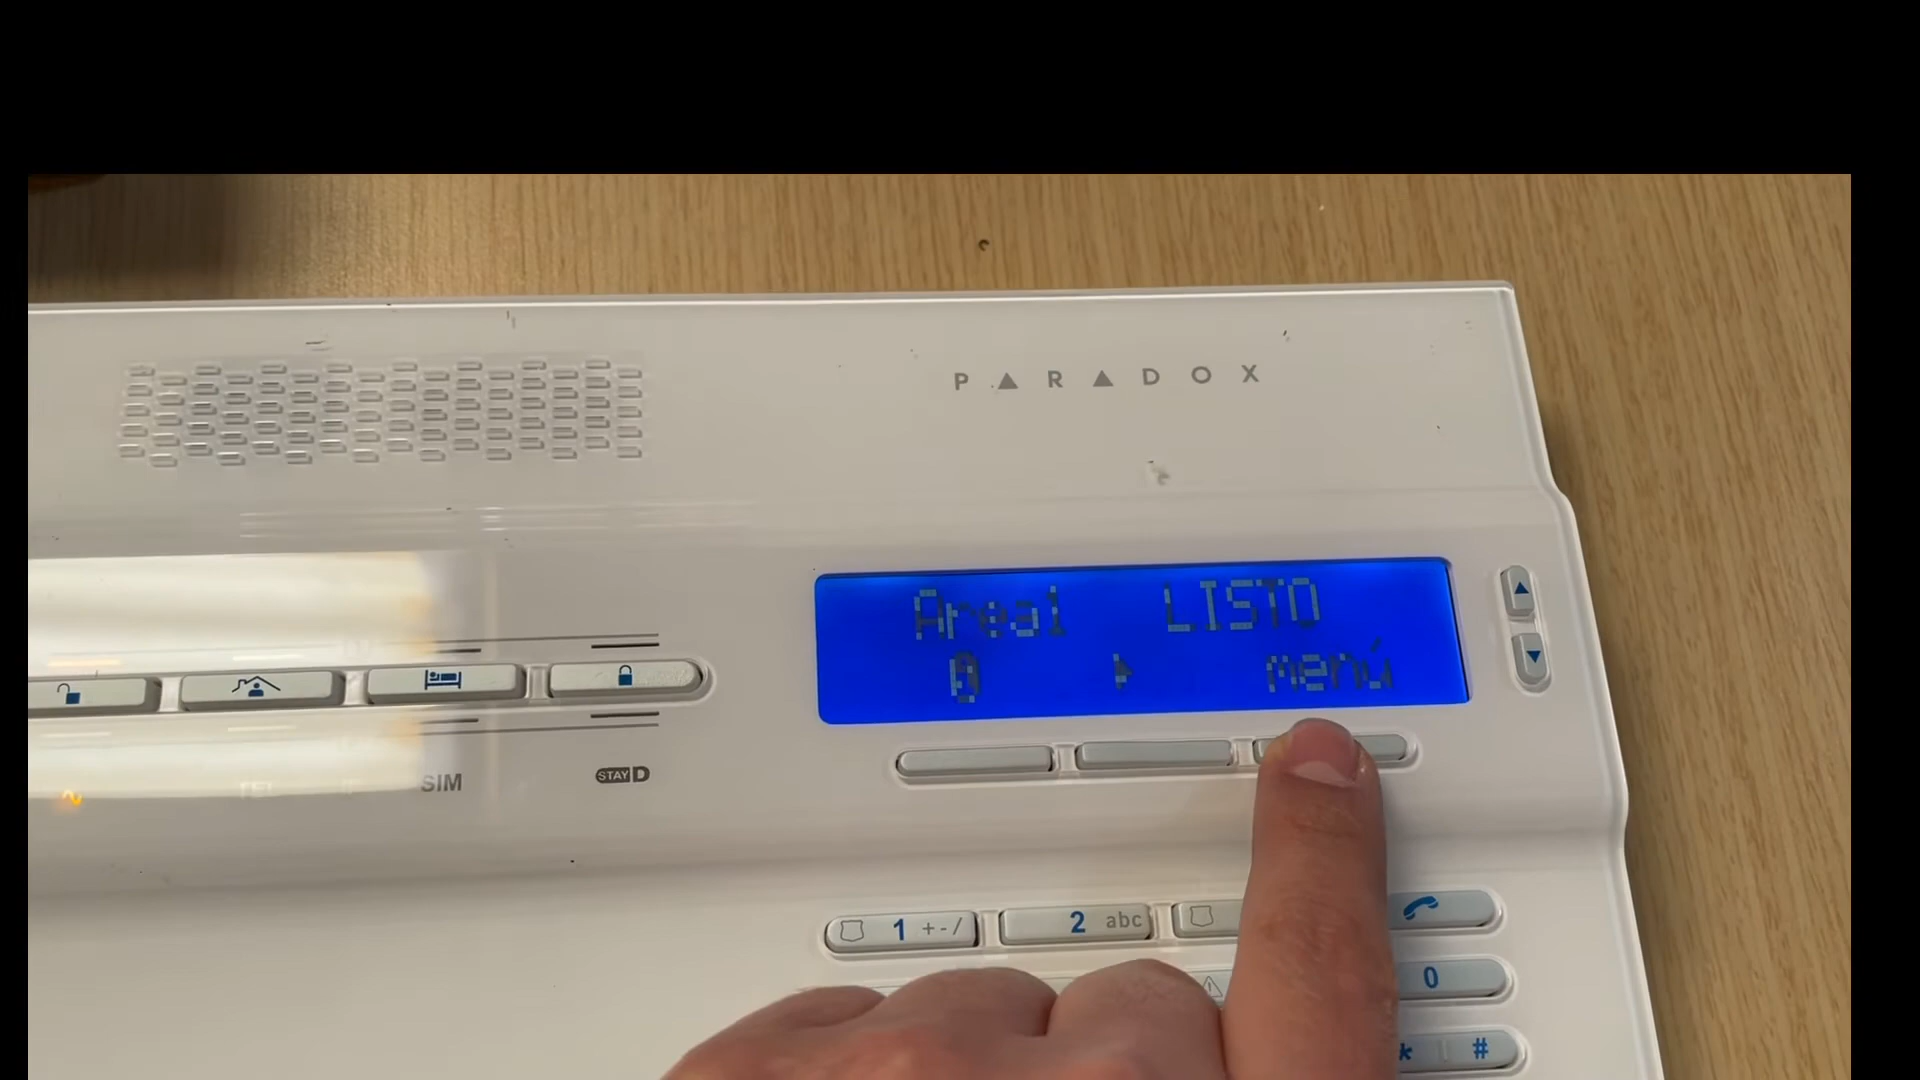 PARADOX
Area1 LISTO
0 menú
SIM
STAY D
1 +-/
2 abc
0
* #